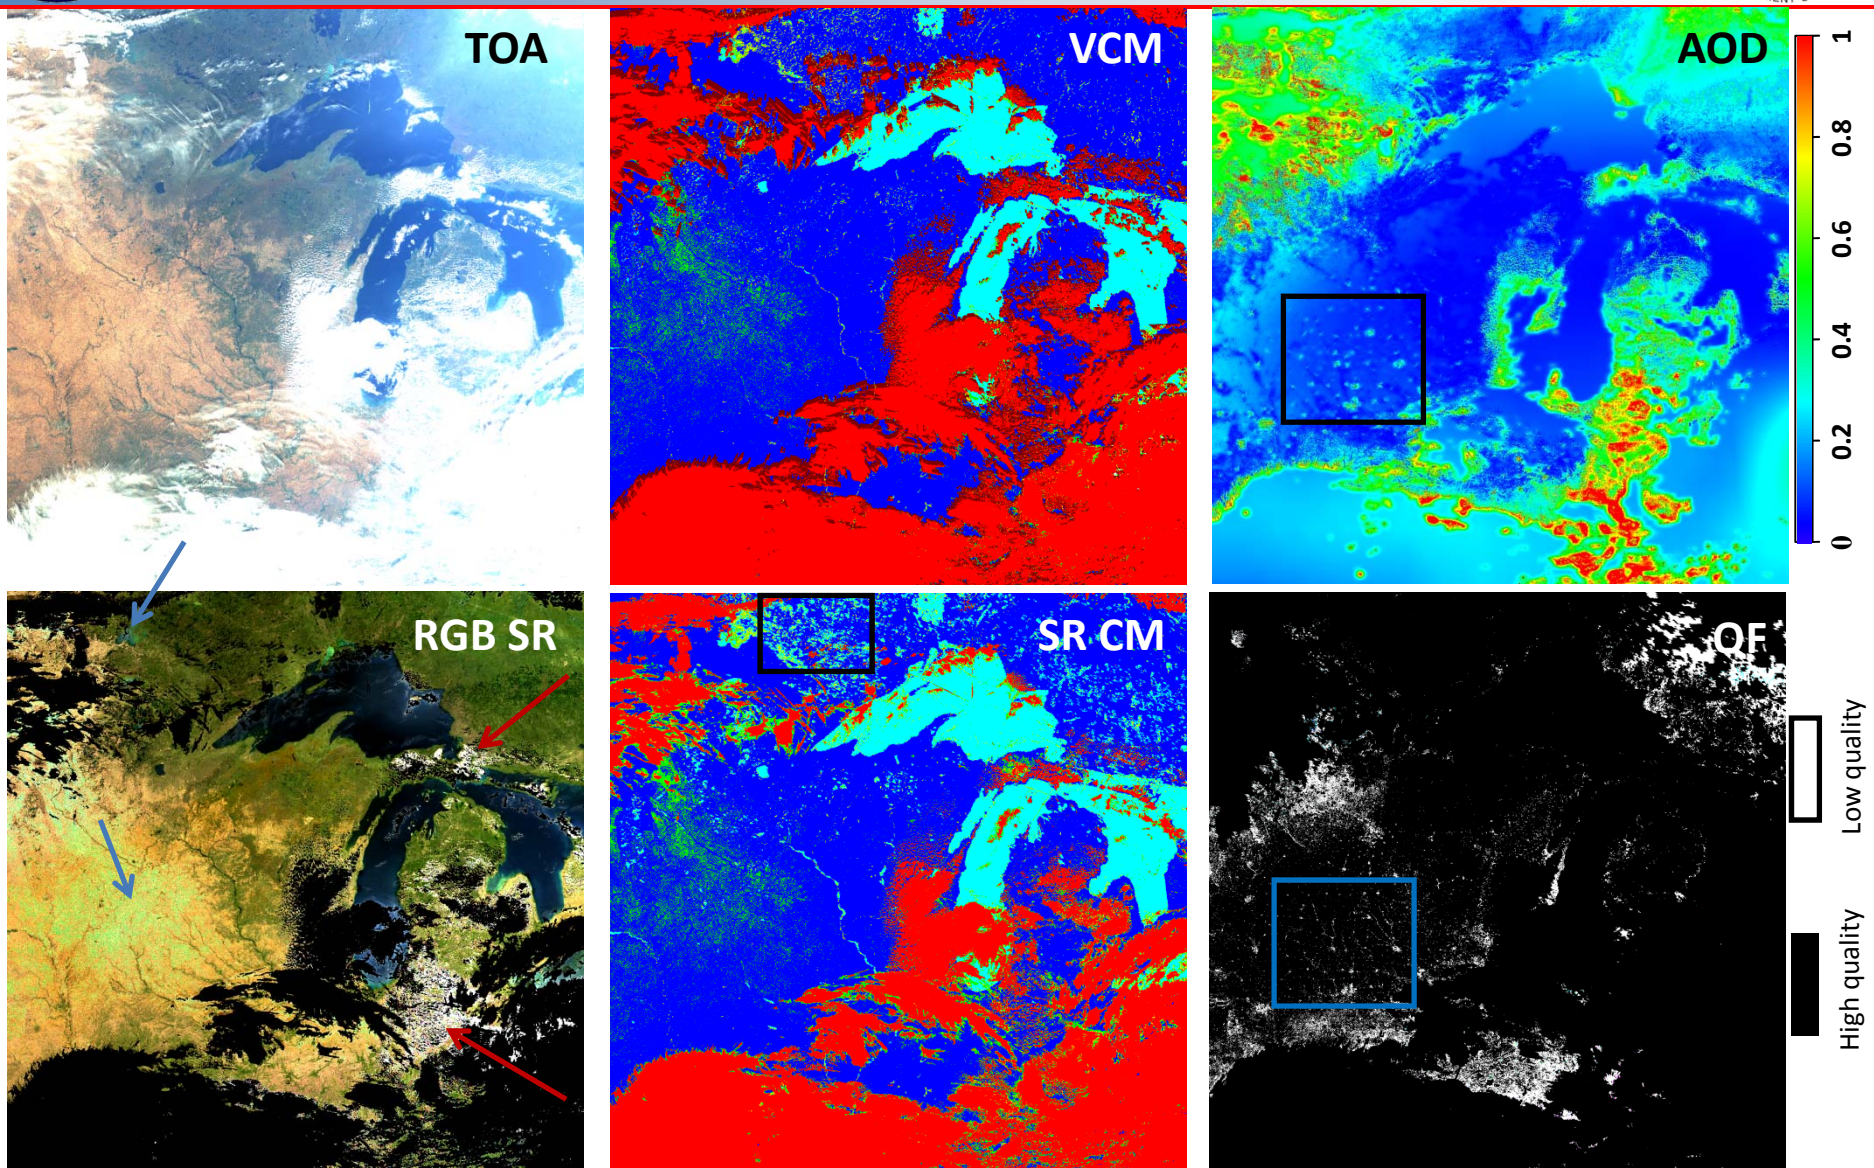 TOA
VCM
AOD
1
0.8
0.6
0.4
0.2
0
RGB SR
SR CM
QF
Low quality
High quality